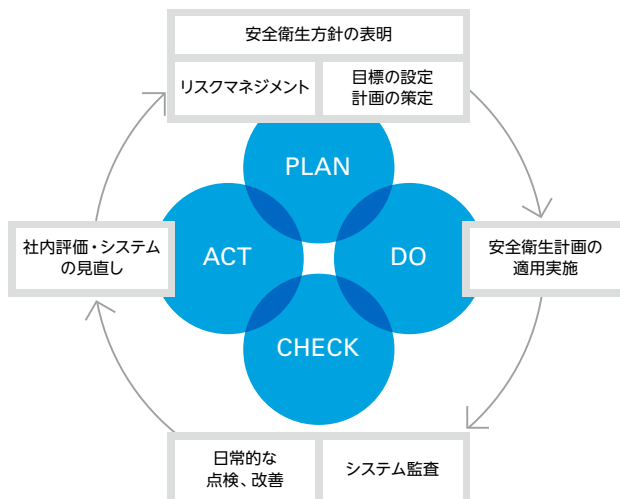 安全衛生方針の表明
リスクマネジメント
目標の設定
計画の策定
PLAN
社内評価・システム
の見直し
ACT
DO
安全衛生計画の
適用実施
CHECK
日常的な
点検、改善
システム監査